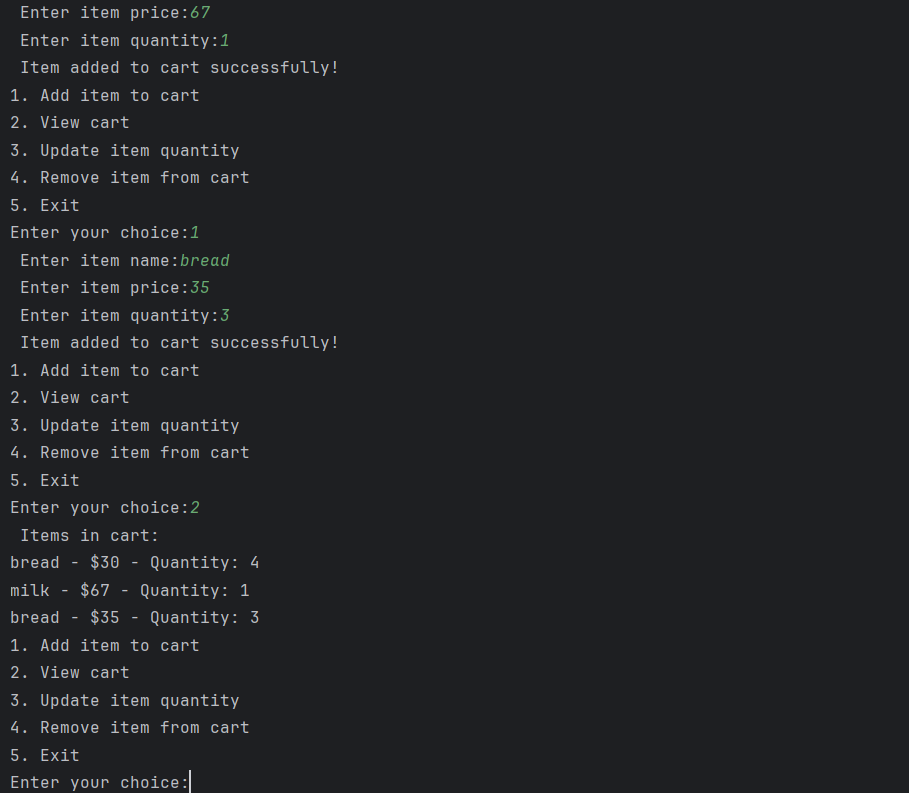 Enter item price:67
Enter item quantity:1
Item added to cart successfully!
1. Add item to cart
2. View cart
3. Update item quantity
4. Remove item from cart
5. Exit
Enter your choice:1
Enter item name:bread
Enter item price:35
Enter item quantity:3
Item added to cart successfully!
1. Add item to cart
2. View cart
3. Update item quantity
4. Remove item from cart
5. Exit
Enter your choice:2
Items in cart:
bread - $30 - Quantity: 4
milk - $67 - Quantity: 1
bread - $35 - Quantity: 3
1. Add item to cart
2. View cart
3. Update item quantity
4. Remove item from cart
5. Exit
Enter your choice: